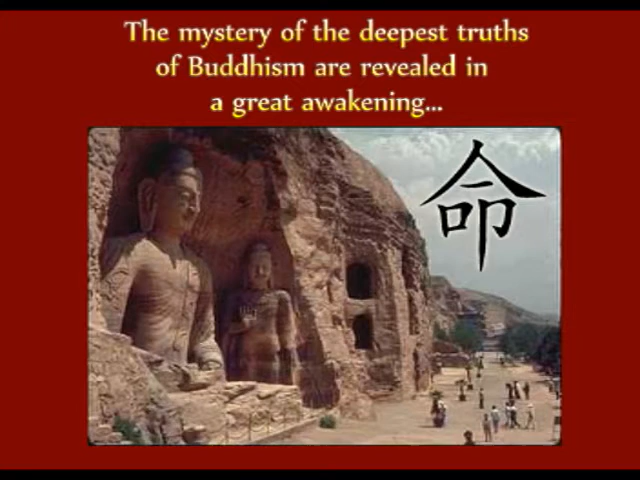 The mystery of the deepest truths
of Buddhism are revealed in
a great awakening...
命